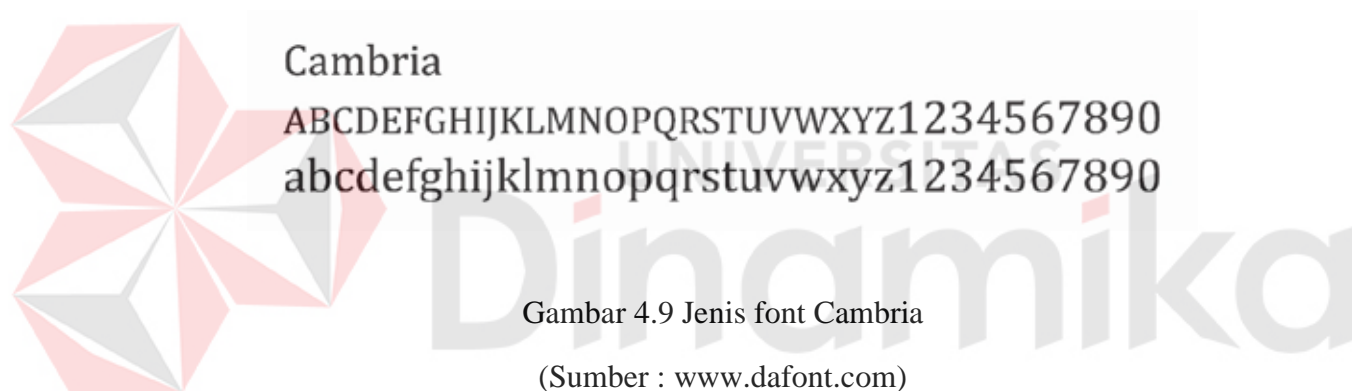 Cambria
ABCDEFGHIJKLMNOPQRSTUVWXYZ1234567890
abcdefghijklmnopqrstuvwxyz1234567890
UNIVERSITAS
Dinamika
Gambar 4.9 Jenis font Cambria
(Sumber : www.dafont.com)